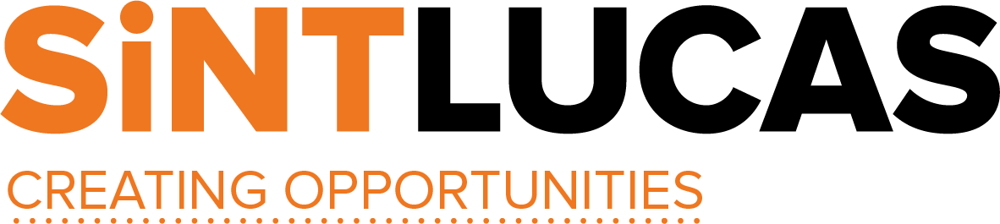 SiNTLUCAS
CREATING OPPORTUNITIES